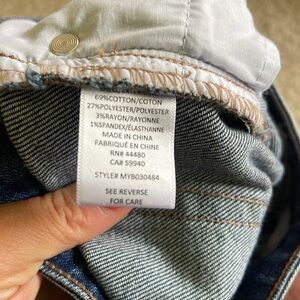 69%COTTON/COTON
27%POLYESTER/POLYESTER
3%RAYON/RAYONNE
1%SPANDEX/ÉLASTHANNE
MADE IN CHINA
FABRIQUÉ EN CHINE
RN# 44480
CA# 59940
STYLE# MYB030484
SEE REVERSE
FOR CARE